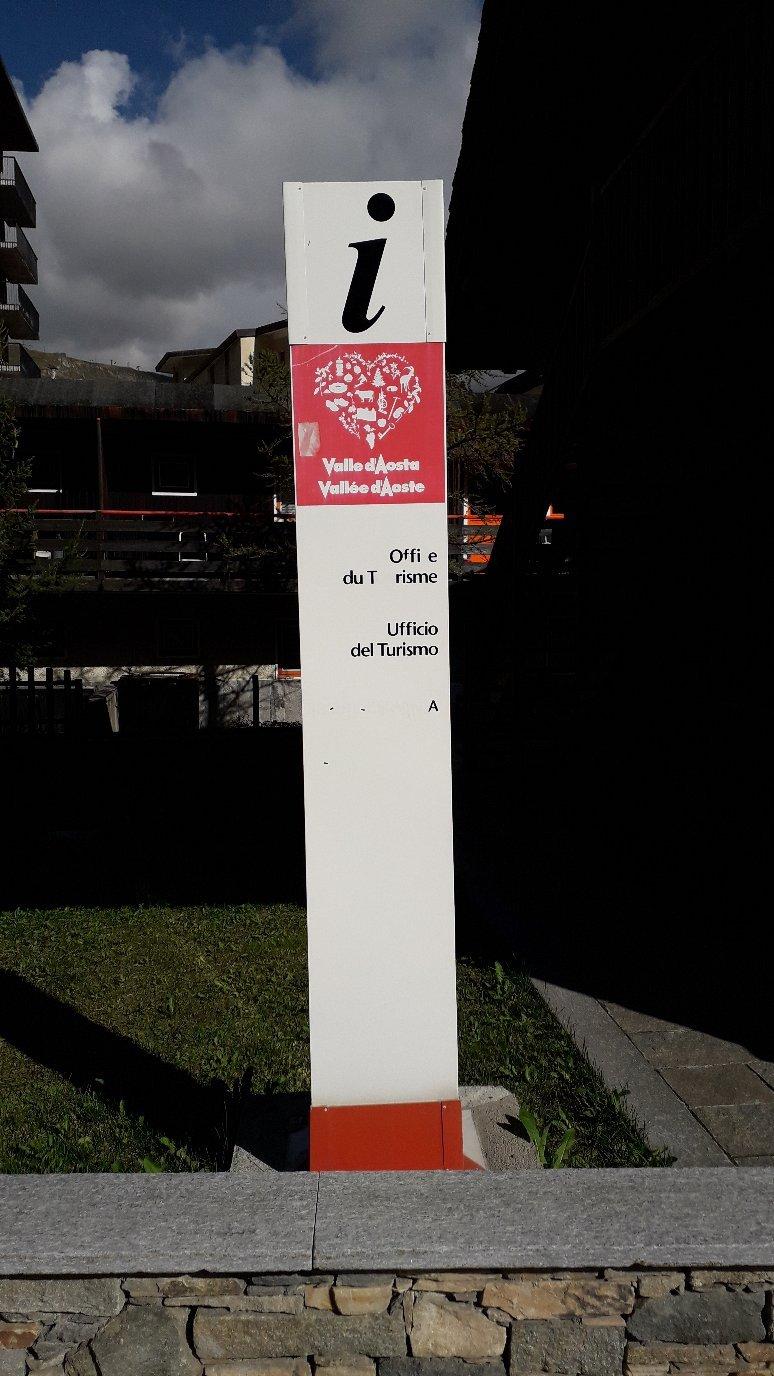 i
Valle d'Aosta
Vallée d'Aoste
Offi e
du T risme
Ufficio
del Turismo
A